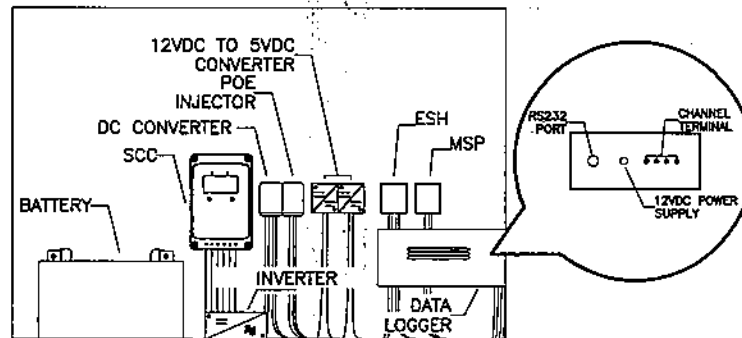 12VDC TO 5VDC
CONVERTER
POE
INJECTOR
DC CONVERTER
SCC
BATTERY
ESH
MSP
INVERTER
DATA
LOGGER
RS232
PORT
CHANNEL
TERMINAL
12VDC POWER
SUPPLY